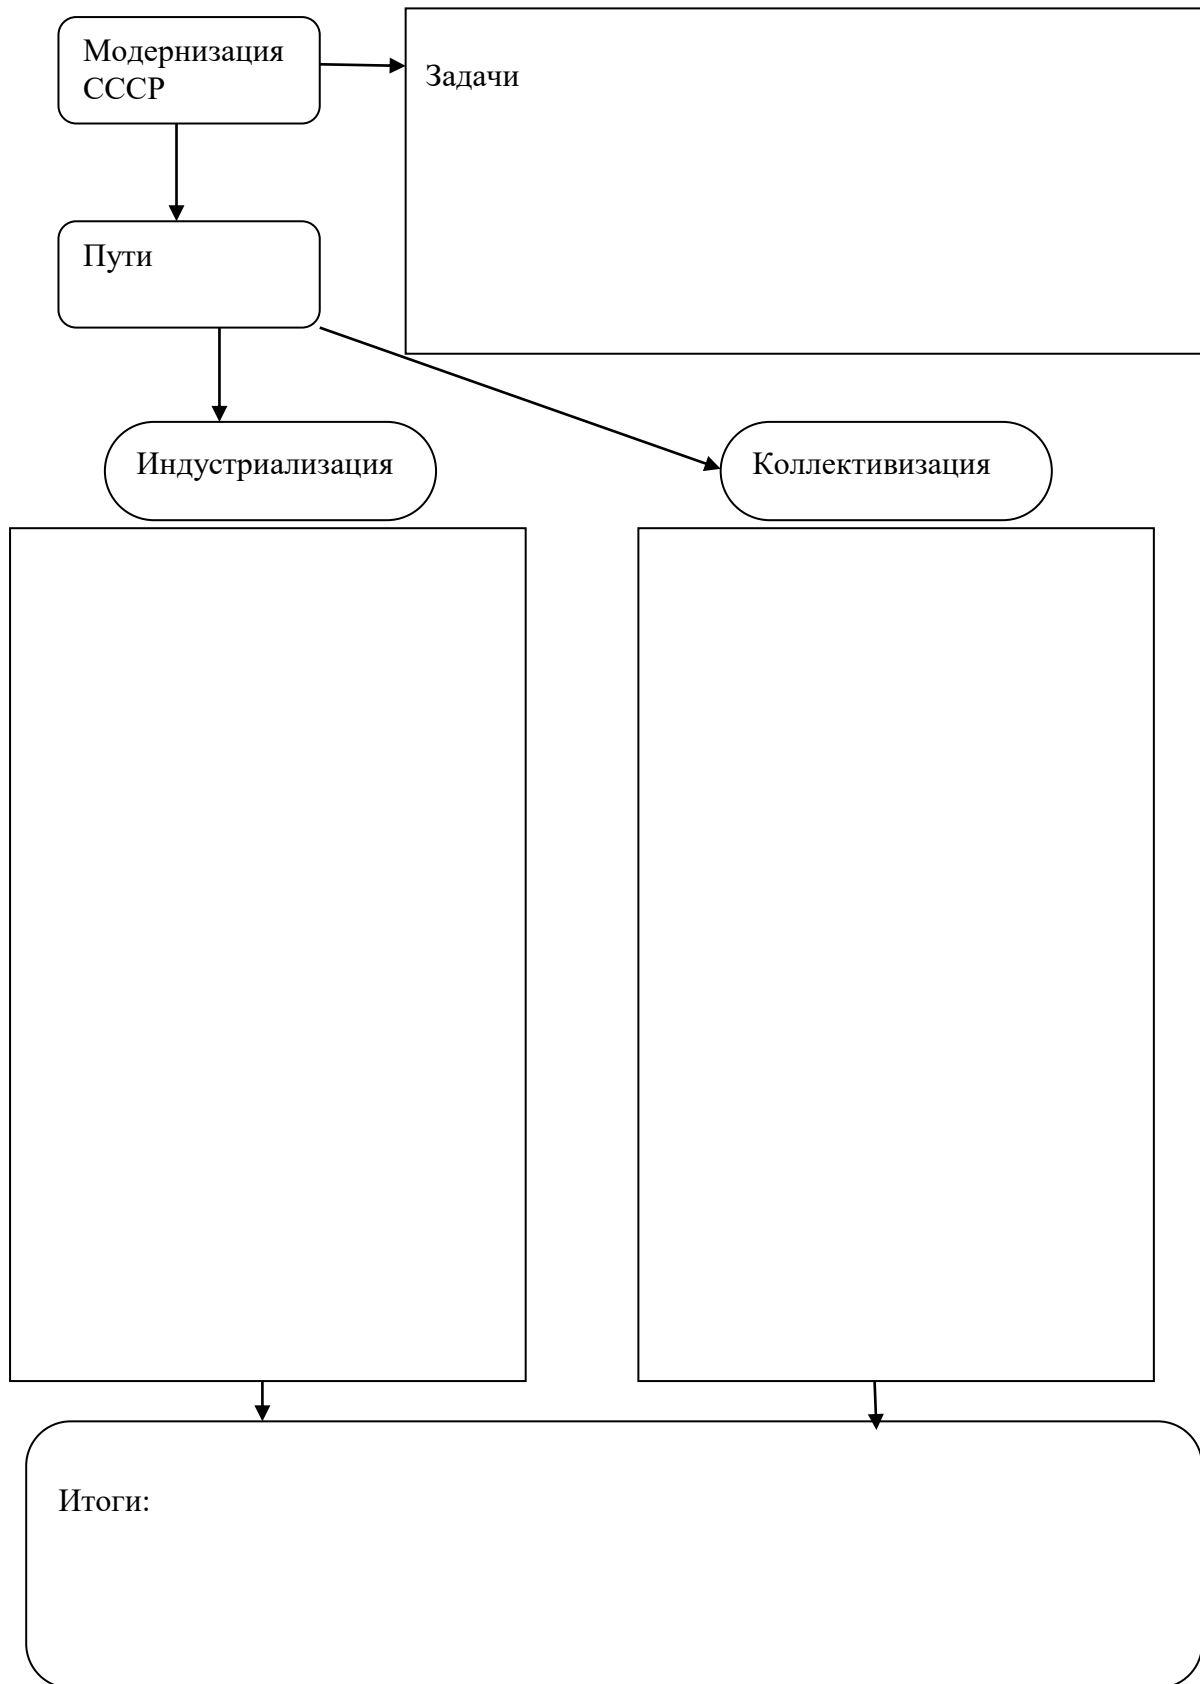 Модернизация
СССР
Задачи
Пути
Индустриализация
Коллективизация
Итоги: